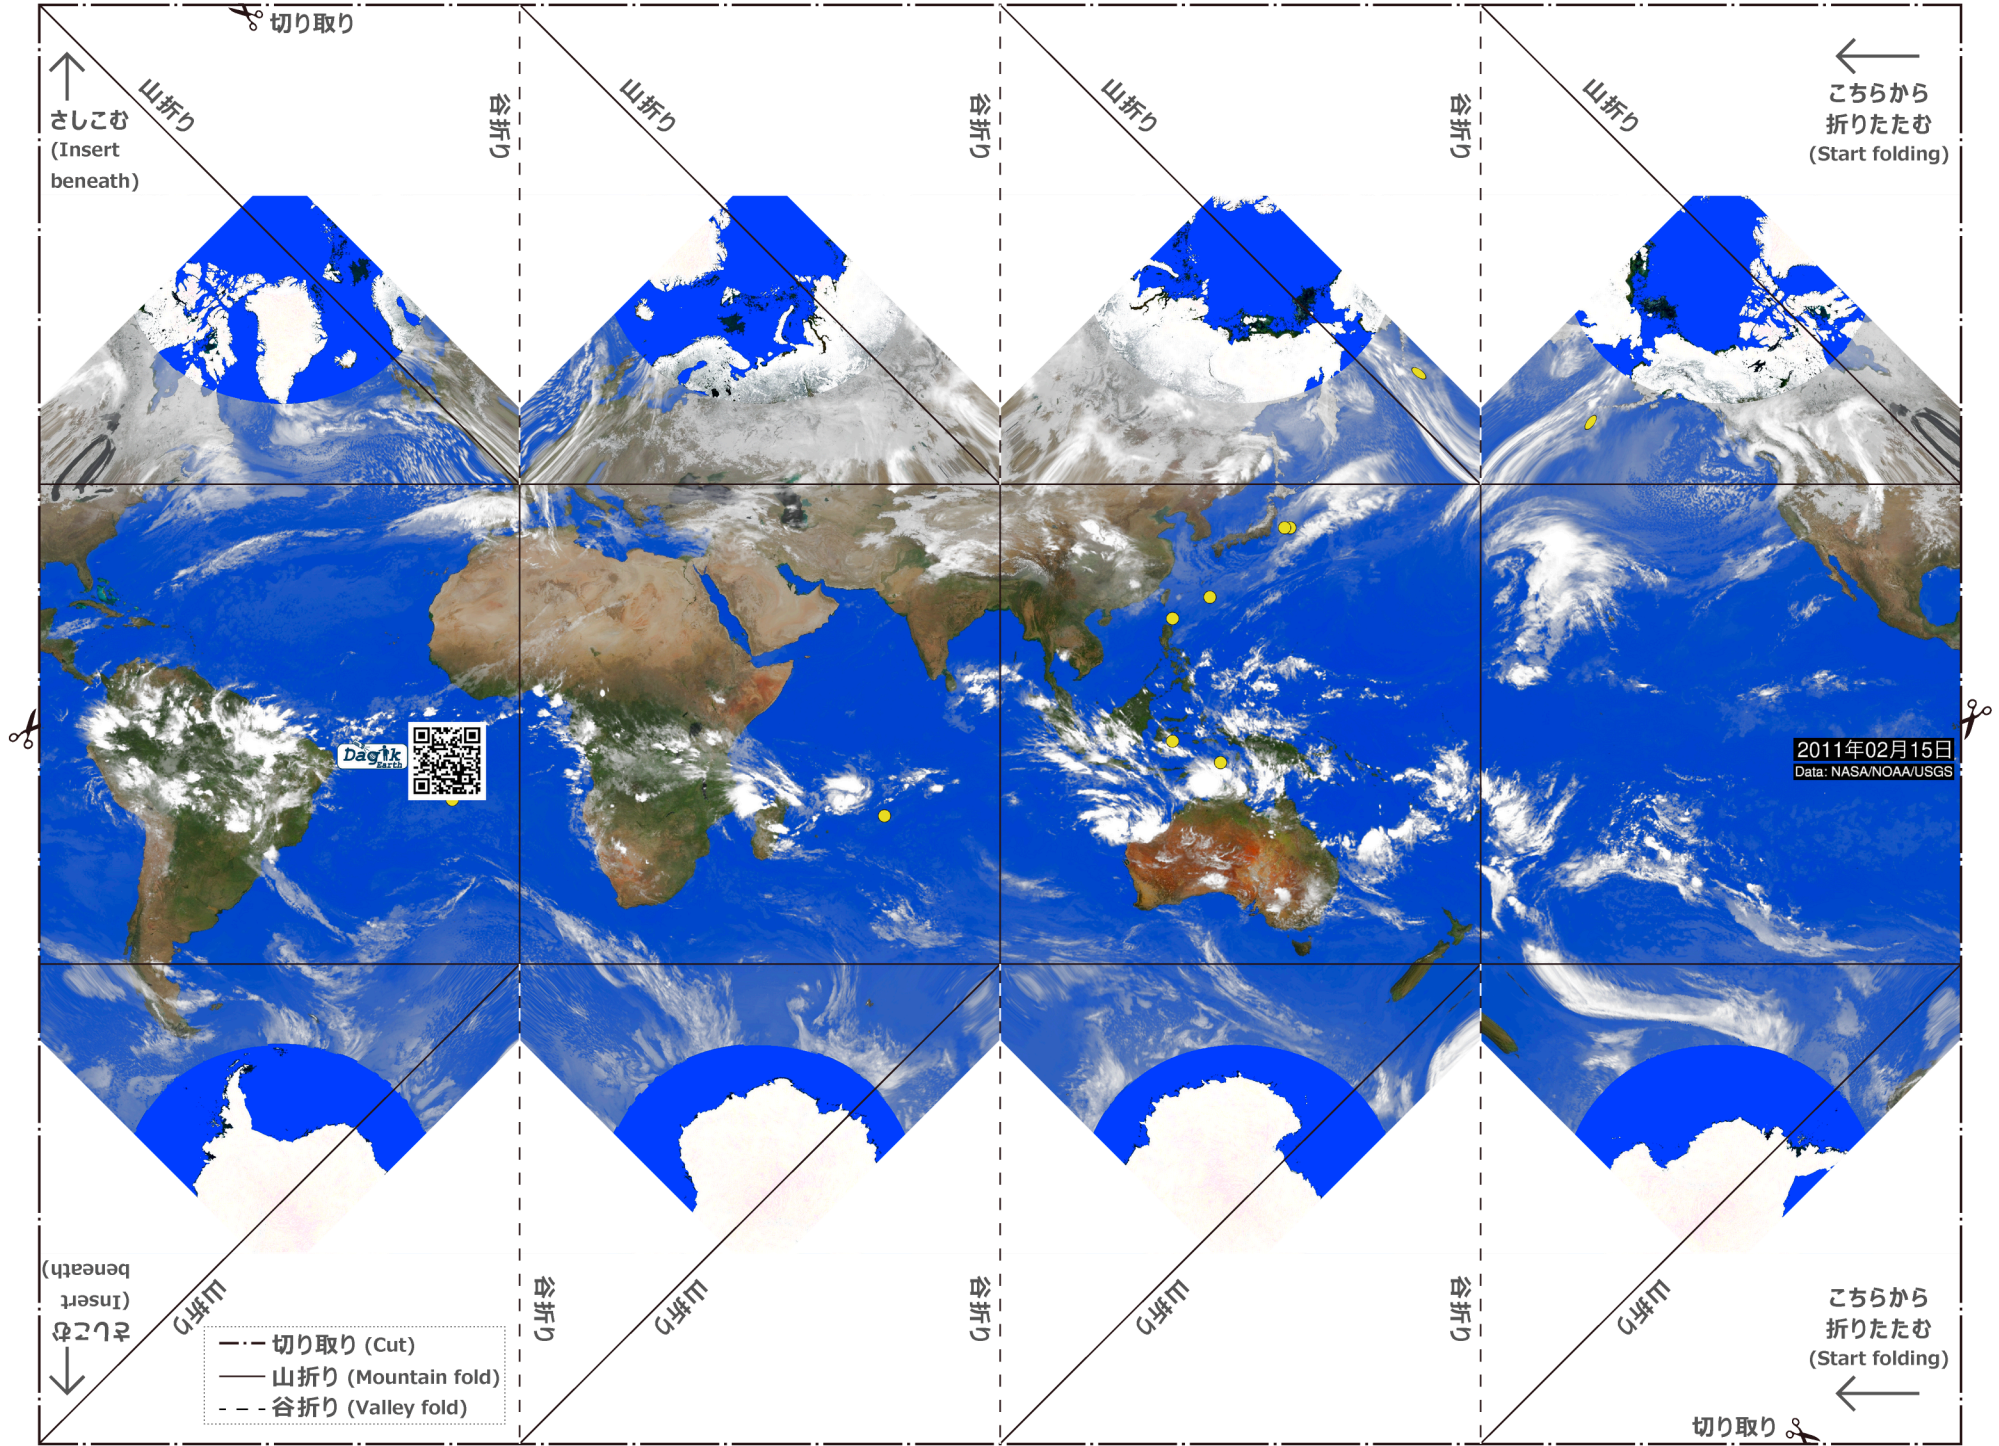 切り取り
山折り
山折り
山折り
山折り
こちらから
折りたたむ
(Start folding)
さしこむ
(Insert
beneath)
谷折り
谷折り
谷折り
Dagik
Earth
2011年02月15日
Data: NASA/NOAA/USGS
さしこむ
(Insert
beneath)
山折り
山折り
山折り
山折り
谷折り
谷折り
谷折り
こちらから
折りたたむ
(Start folding)
切り取り (Cut)
山折り (Mountain fold)
谷折り (Valley fold)
切り取り